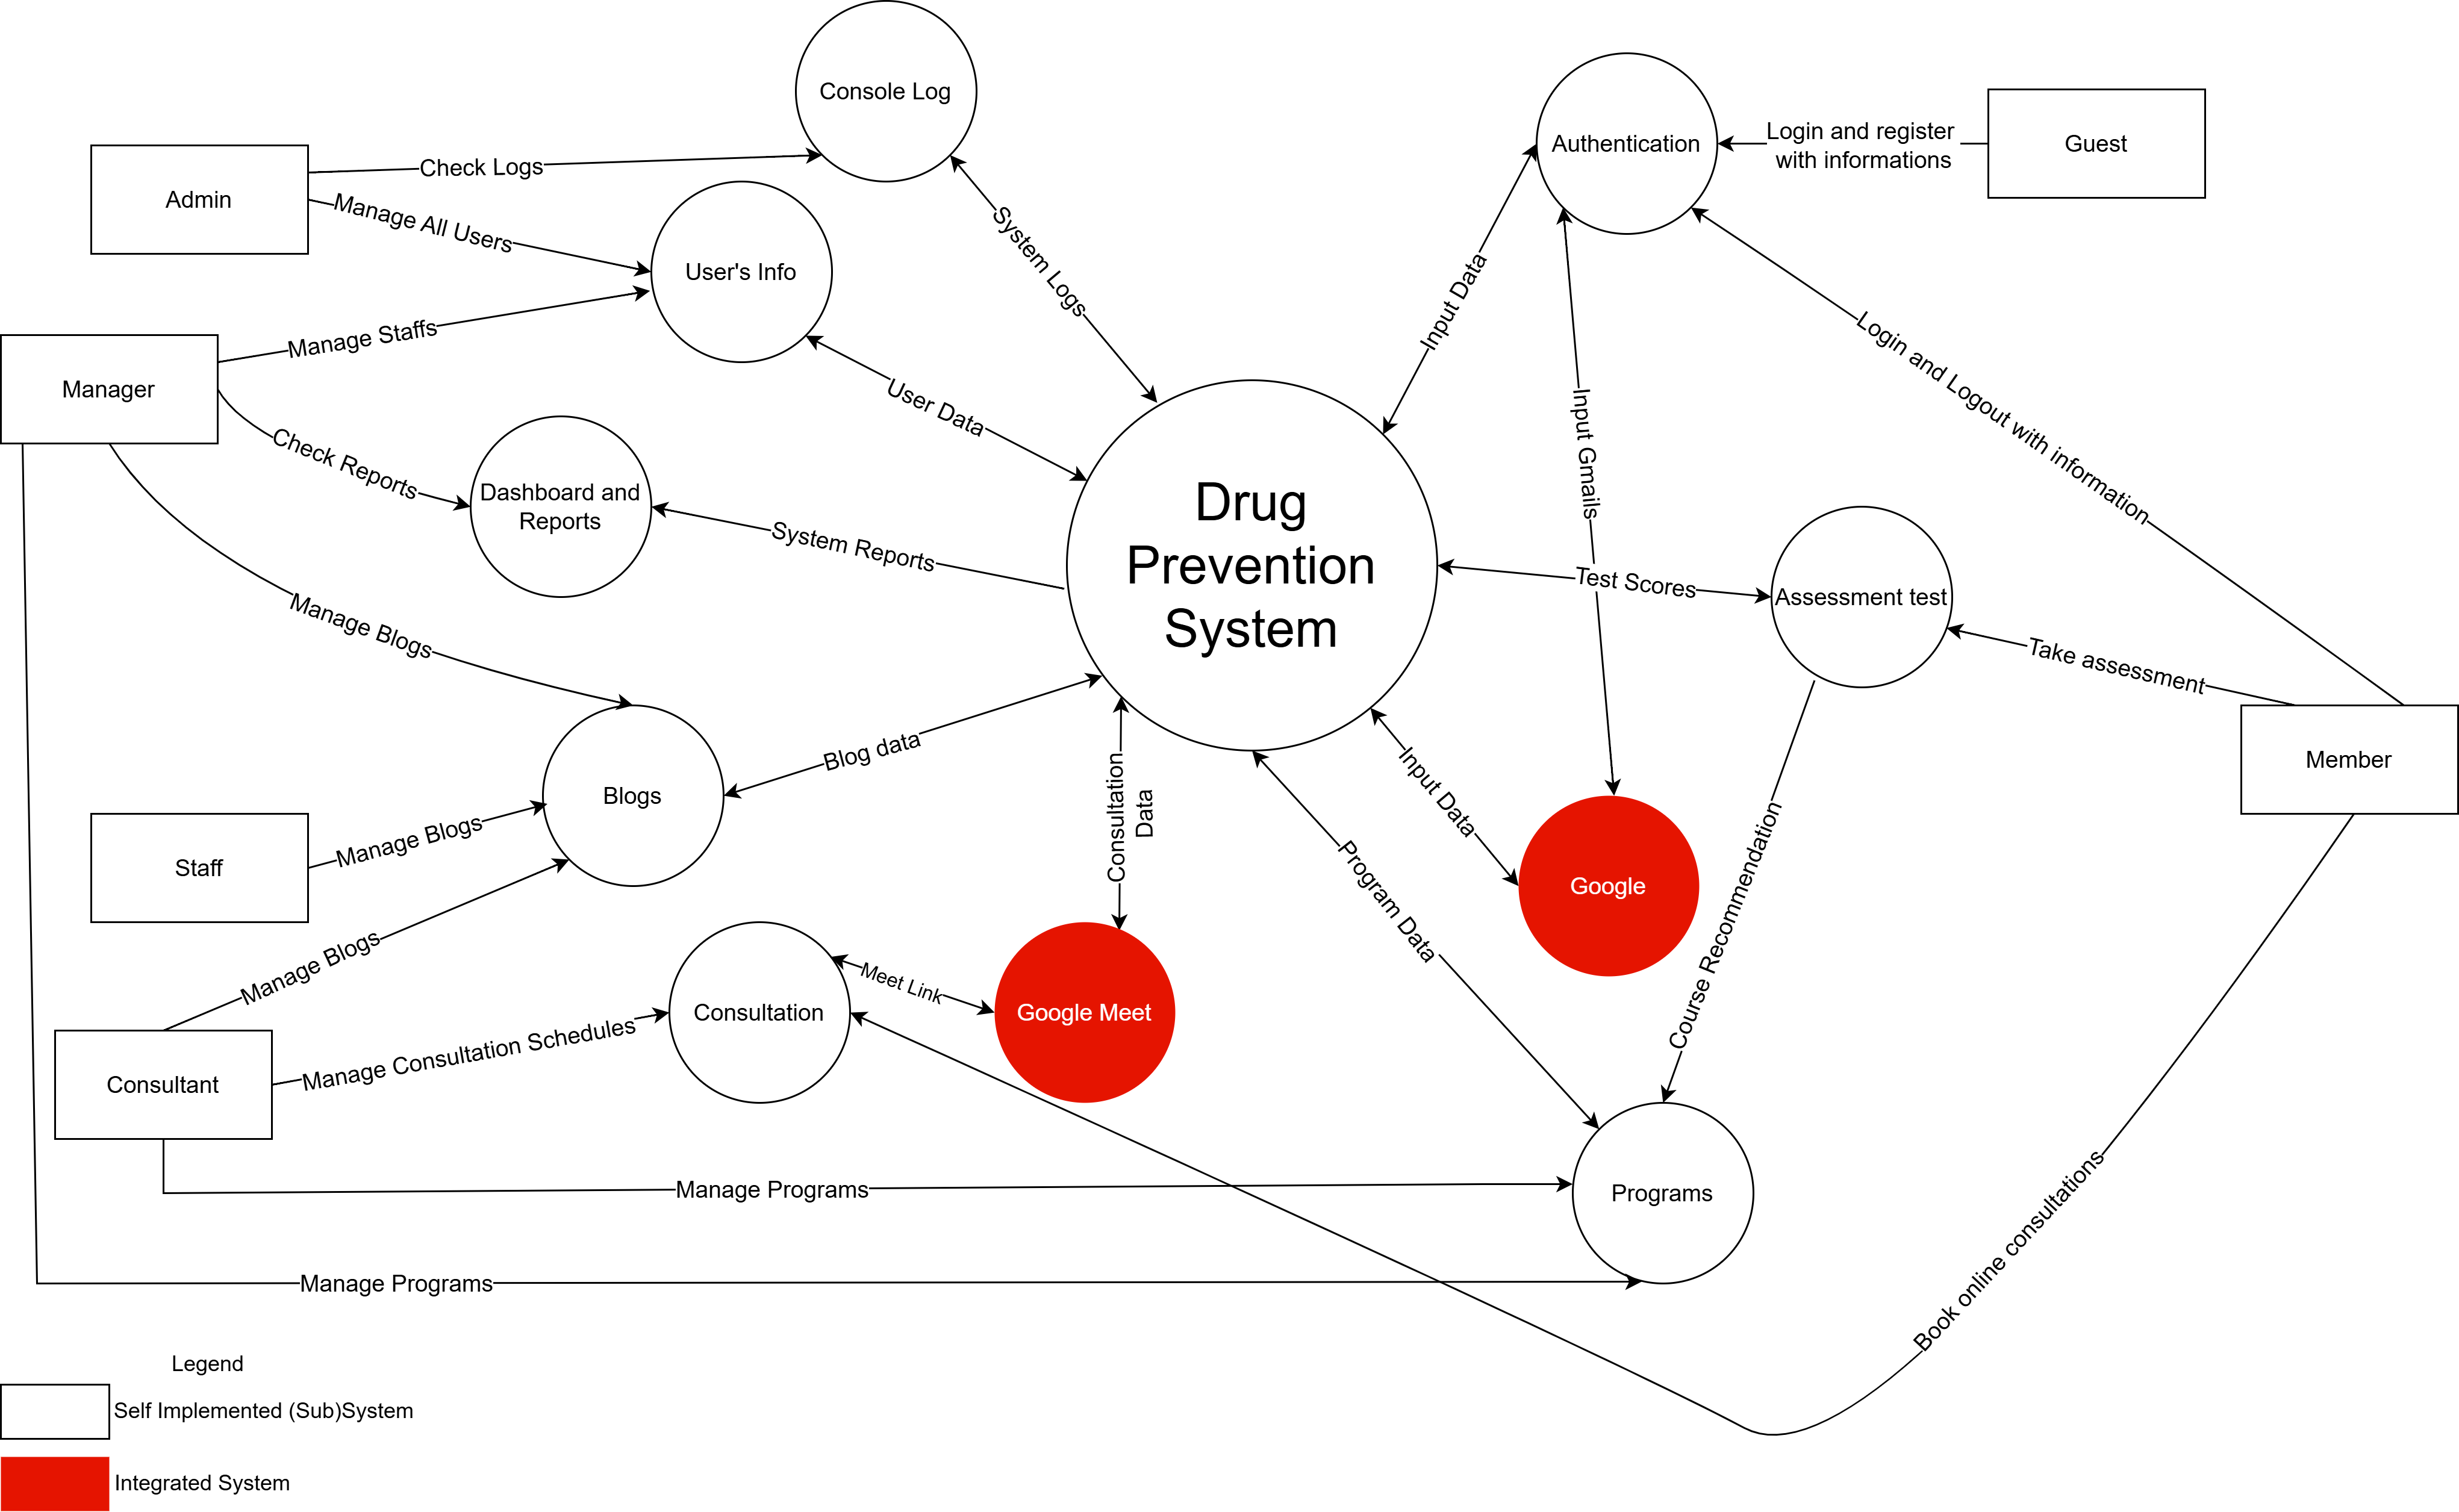 Console Log
Authentication
Login and register
with informations
Guest
Check Logs
Admin
Manage All Users
User's Info
System Logs
Input Data
Manage Staffs
Manager
User Data
Login and Logout with information
Check Reports
Input Gmails
Dashboard and
Reports
System Reports
Drug
Prevention
System
Test Scores
Assessment test
Manage Blogs
Take assessment
Member
Blogs
Blog data
Consultation
Data
Input Data
Manage Blogs
Staff
Program Data
Google
Course Recommendation
Manage Blogs
Meet Link
Consultation
Google Meet
Manage Consultation Schedules
Consultant
Manage Programs
Programs
Book online consultations
Manage Programs
Legend
Self Implemented (Sub)System
Integrated System